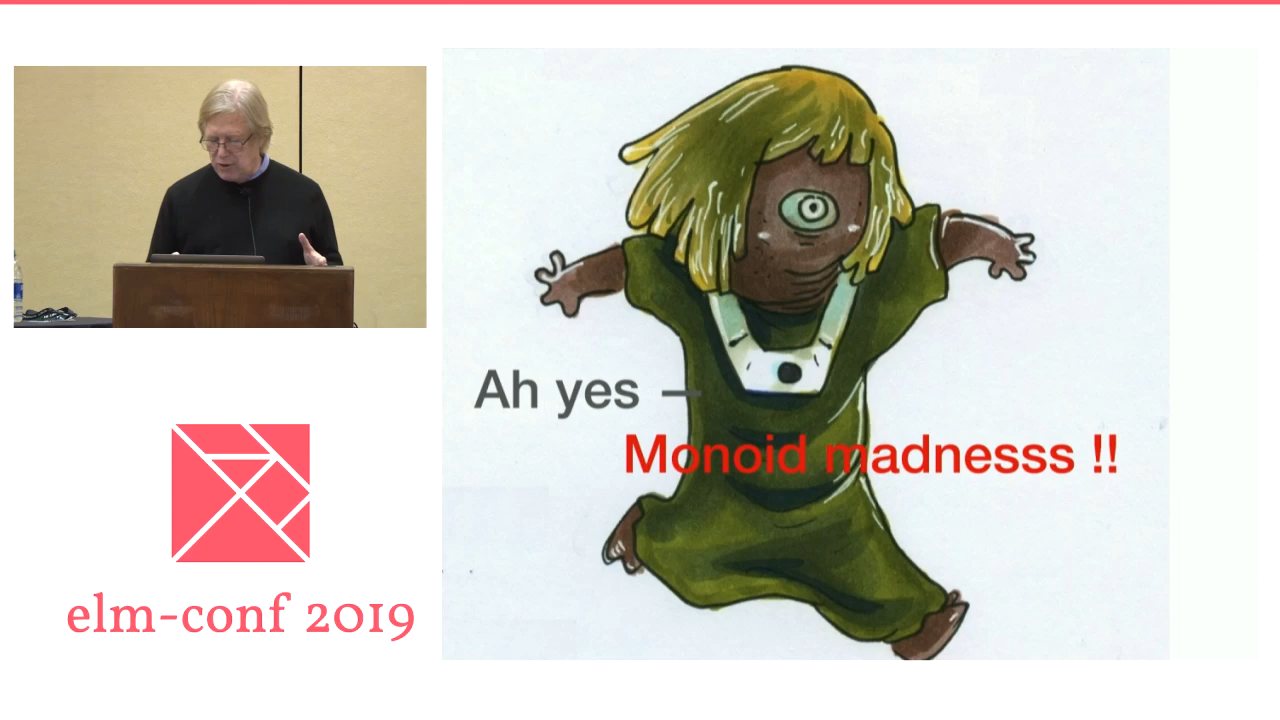 Ah yes —
Monoid madnesss !!
elm-conf 2019